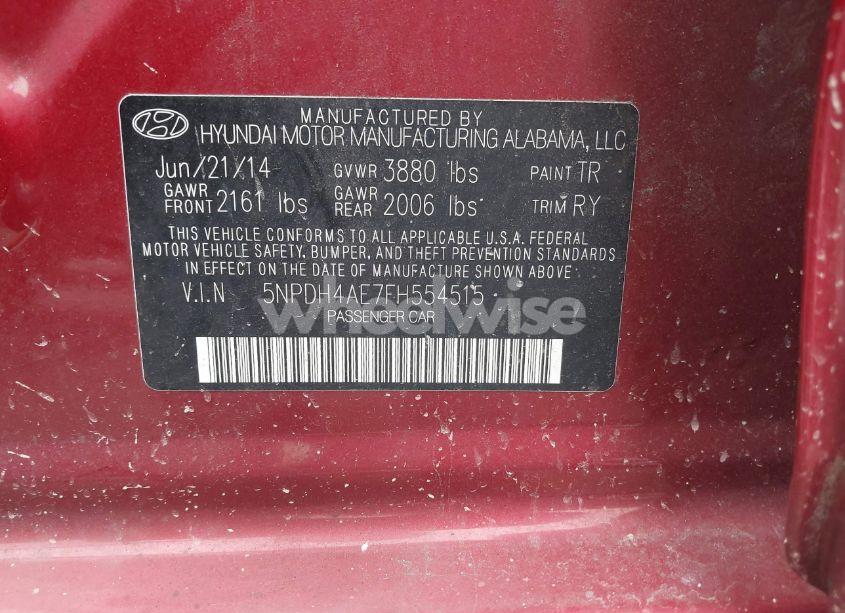 MANUFACTURED BY
HYUNDAI MOTOR MANUFACTURING ALABAMA, LLC
Jun/21/14 GVWR 3880 lbs PAINT TR
GAWR FRONT 2161 lbs GAWR REAR 2006 lbs TRIM RY
THIS VEHICLE CONFORMS TO ALL APPLICABLE U.S.A. FEDERAL
MOTOR VEHICLE SAFETY, BUMPER, AND THEFT PREVENTION STANDARDS
IN EFFECT ON THE DATE OF MANUFACTURE SHOWN ABOVE
V.I.N 5NPDH4AE7FH554515
PASSENGER CAR
wheelwise